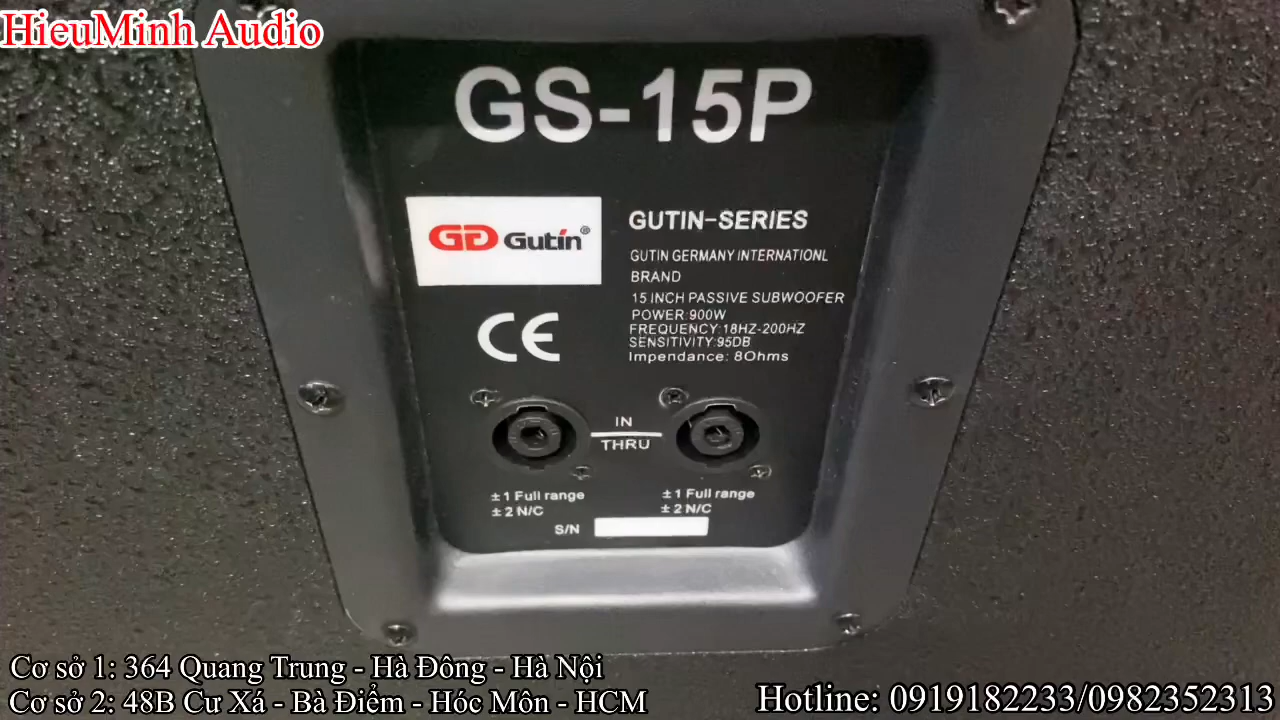 HieuMinh Audio
GS-15P
GG Gutin®
GUTIN-SERIES
GUTIN GERMANY INTERNATIONL
BRAND
15 INCH PASSIVE SUBWOOFER
POWER:900W
FREQUENCY:18HZ-200HZ
SENSITIVITY:95DB
Impendance: 8Ohms
CE
IN
THRU
±1 Full range
±2 N/C
±1 Full range
±2 N/C
S/N
Cơ sở 1: 364 Quang Trung - Hà Đông - Hà Nội
Cơ sở 2: 48B Cư Xá - Bà Điểm - Hóc Môn - HCM
Hotline: 0919182233/0982352313